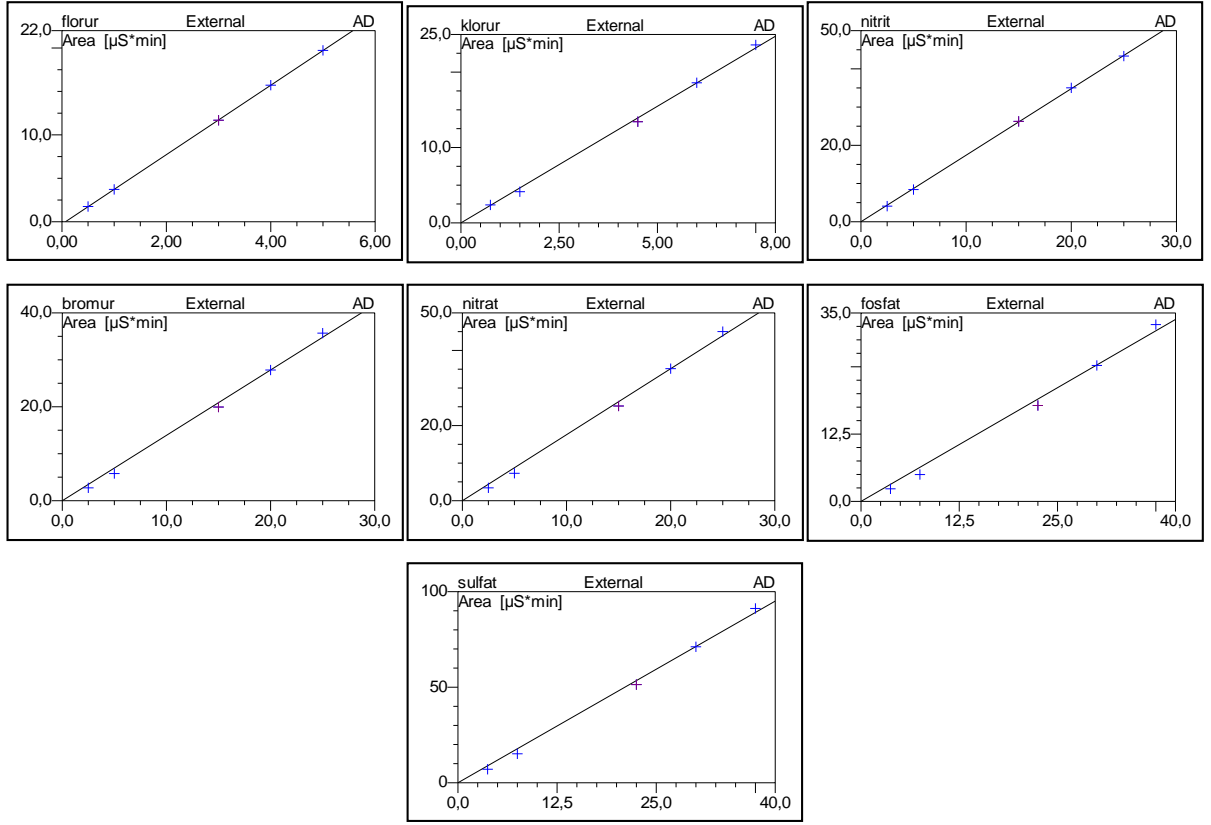 florur External AD
Area [µS*min]
22,0
10,0
0,0
0,00 2,00 4,00 6,00
klorur External AD
Area [µS*min]
25,0
10,0
0,0
0,00 2,50 5,00 8,00
nitrit External AD
Area [µS*min]
50,0
20,0
0,0
0,0 10,0 20,0 30,0
bromur External AD
Area [µS*min]
40,0
20,0
0,0
0,0 10,0 20,0 30,0
nitrat External AD
Area [µS*min]
50,0
20,0
0,0
0,0 10,0 20,0 30,0
fosfat External AD
Area [µS*min]
35,0
12,5
0,0
0,0 12,5 25,0 40,0
sulfat External AD
Area [µS*min]
100
50
0
0,0 12,5 25,0 40,0